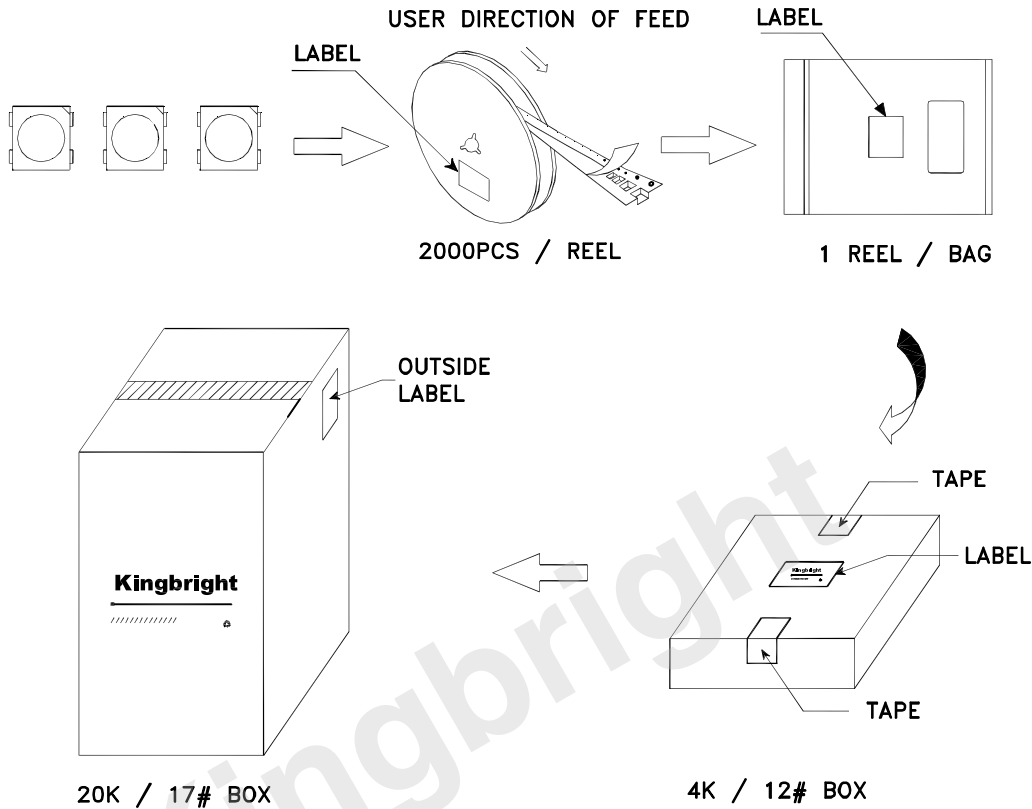 USER DIRECTION OF FEED
LABEL
LABEL
2000PCS / REEL
1 REEL / BAG
OUTSIDE
LABEL
TAPE
LABEL
Kingbright
Kingbright
TAPE
20K / 17# BOX
4K / 12# BOX
Kingbright